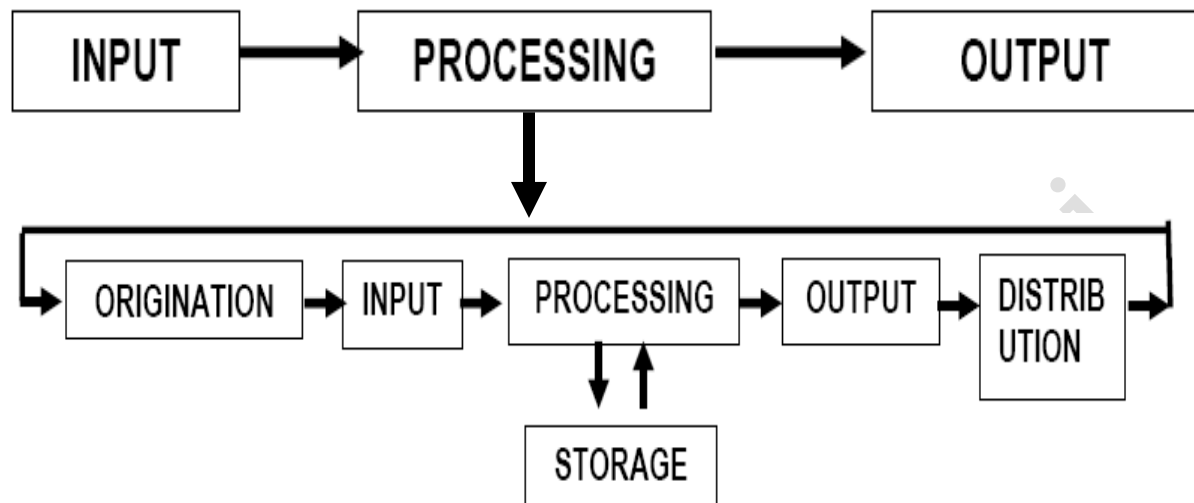 INPUT
PROCESSING
OUTPUT
ORIGINATION
INPUT
PROCESSING
OUTPUT
DISTRIB
UTION
STORAGE